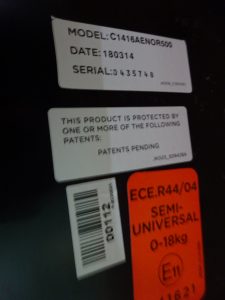 MODEL:C1416AENOR500
DATE:180314
SERIAL:0435748
THIS PRODUCT IS PROTECTED BY
ONE OR MORE OF THE FOLLOWING
PATENTS:
PATENTS PENDING
00112
ECE.R44/04
SEMI-
UNIVERSAL
0-18kg
E11